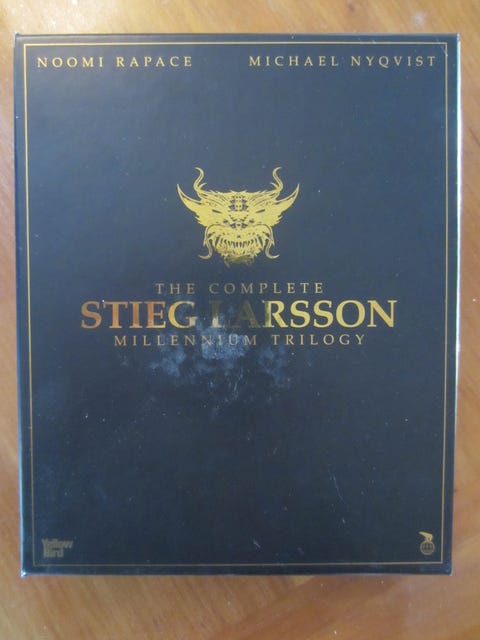 NOOMI RAPACE MICHAEL NYQVIST
THE COMPLETE
STIEG LARSSON
MILLENNIUM TRILOGY
Yellow
Bird